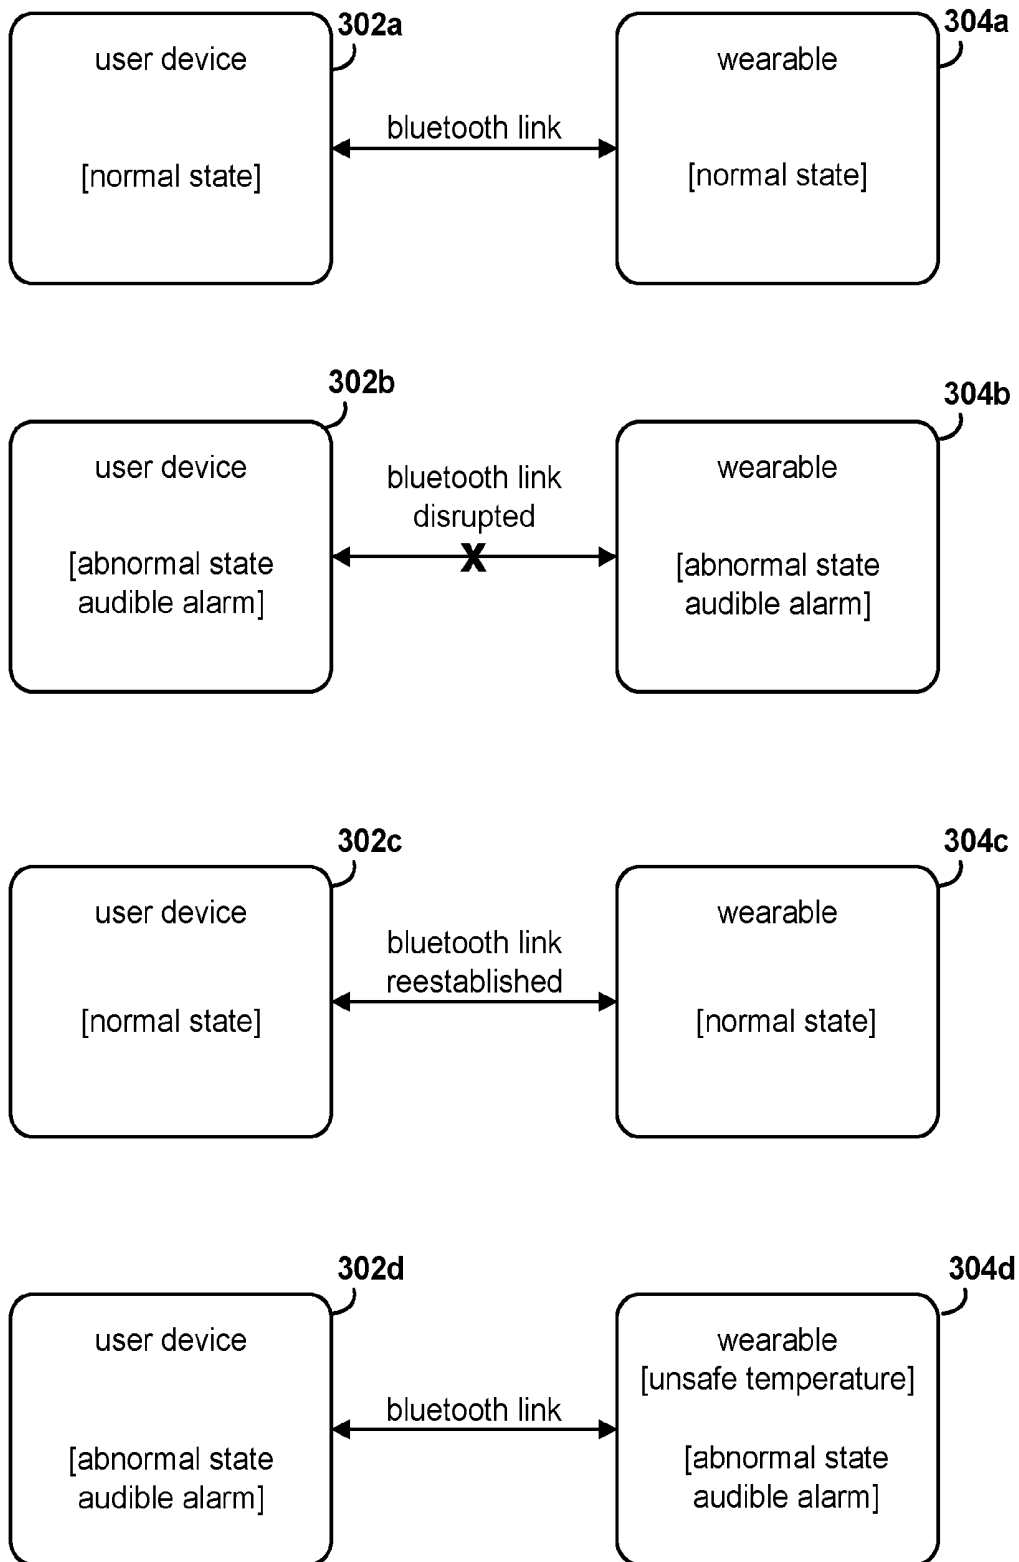 302a
304a
user device
wearable
bluetooth link
[normal state]
[normal state]
302b
304b
user device
wearable
bluetooth link
disrupted
X
[abnormal state
audible alarm]
[abnormal state
audible alarm]
302c
304c
user device
wearable
bluetooth link
reestablished
[normal state]
[normal state]
302d
304d
user device
wearable
[unsafe temperature]
bluetooth link
[abnormal state
audible alarm]
[abnormal state
audible alarm]